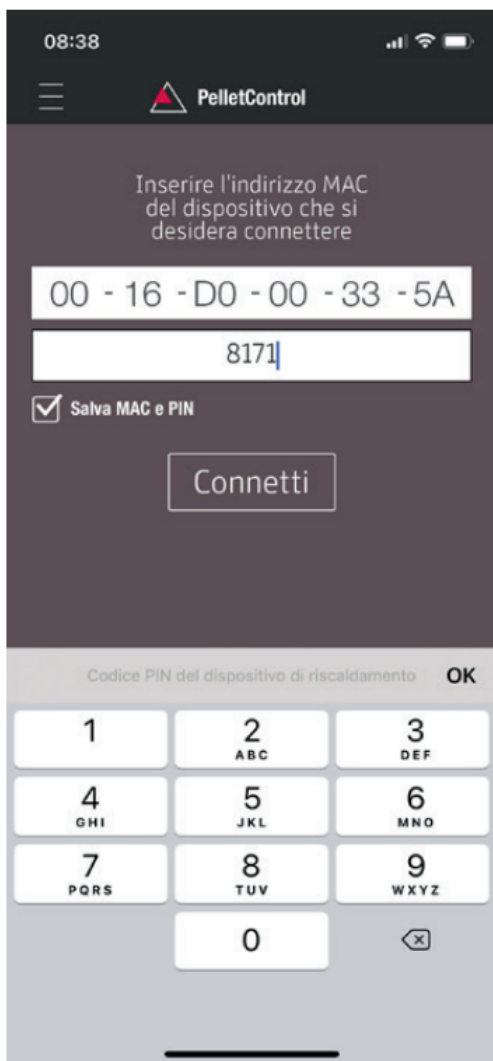 08:38
PelletControl
Inserire l'indirizzo MAC
del dispositivo che si
desidera connettere
00 - 16 - D0 - 00 - 33 - 5A
8171
Salva MAC e PIN
Connetti
Codice PIN del dispositivo di riscaldamento OK
1 2 3
ABC DEF
4 5 6
GHI JKL MNO
7 8 9
PQRS TUV WXYZ
0